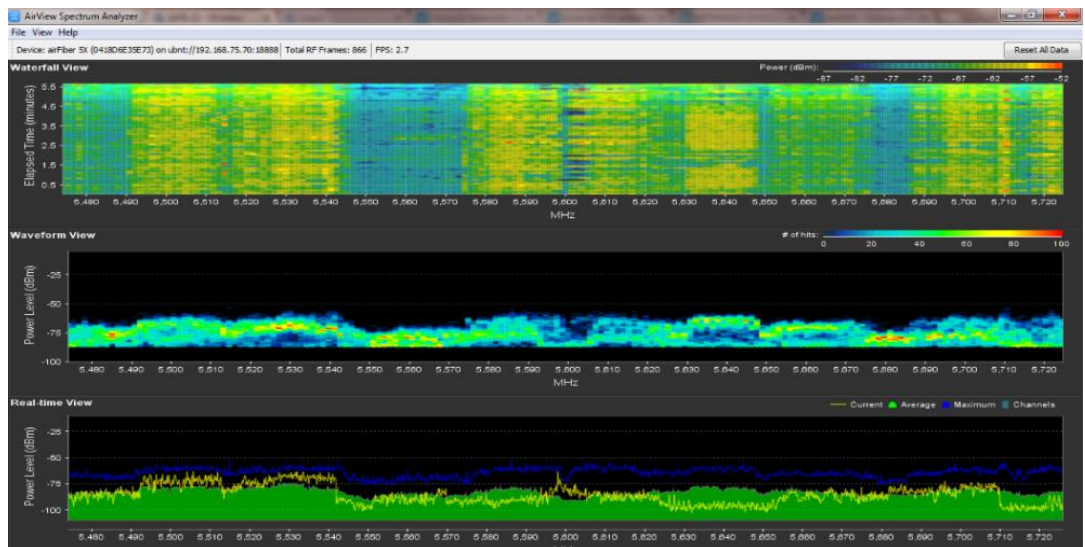 AirView Spectrum Analyzer
File View Help
Device: airFiber 5X (0418D6E35E73) on ubnt://192.168.75.70:18888 Total RF Frames: 866 FPS: 2.7 Reset All Data
Waterfall View Power (dBm):
-87 -82 -77 -72 -67 -62 -57 -52
Elapsed Time (minutes)
5.5
4.5
3.5
2.5
1.5
0.5
5,480 5,490 5,500 5,510 5,520 5,530 5,540 5,550 5,560 5,570 5,580 5,590 5,600 5,610 5,620 5,630 5,640 5,650 5,660 5,670 5,680 5,690 5,700 5,710 5,720
MHz
Waveform View # of hits:
0 20 40 60 80 100
Power Level (dBm)
-25
-50
-75
-100
5,480 5,490 5,500 5,510 5,520 5,530 5,540 5,550 5,560 5,570 5,580 5,590 5,600 5,610 5,620 5,630 5,640 5,650 5,660 5,670 5,680 5,690 5,700 5,710 5,720
MHz
Real-time View Current Average Maximum Channels
Power Level (dBm)
-25
-50
-75
-100
5,480 5,490 5,500 5,510 5,520 5,530 5,540 5,550 5,560 5,570 5,580 5,590 5,600 5,610 5,620 5,630 5,640 5,650 5,660 5,670 5,680 5,690 5,700 5,710 5,720